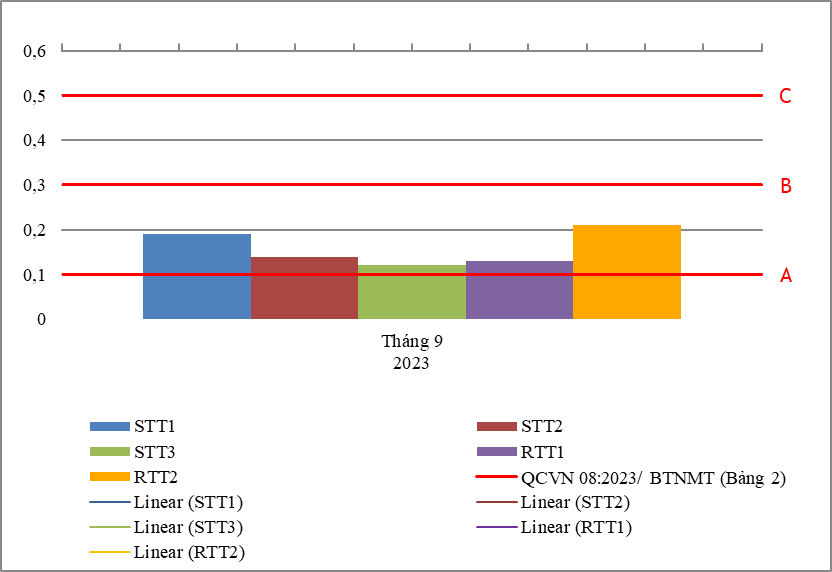 0,6
0,5
C
0,4
0,3
B
0,2
0,1
A
0
Tháng 9
2023
STT1
STT2
STT3
RTT1
RTT2
QCVN 08:2023/ BTNMT (Bảng 2)
Linear (STT1)
Linear (STT2)
Linear (STT3)
Linear (RTT1)
Linear (RTT2)